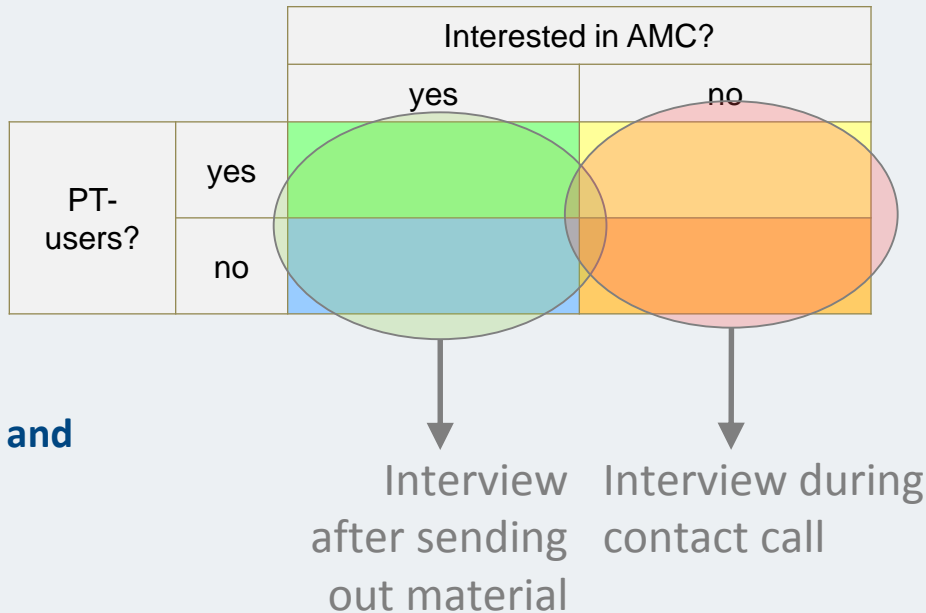 Interested in AMC?
yes no
PT-
users?
yes
no
and
Interview
after sending
out material
Interview during
contact call